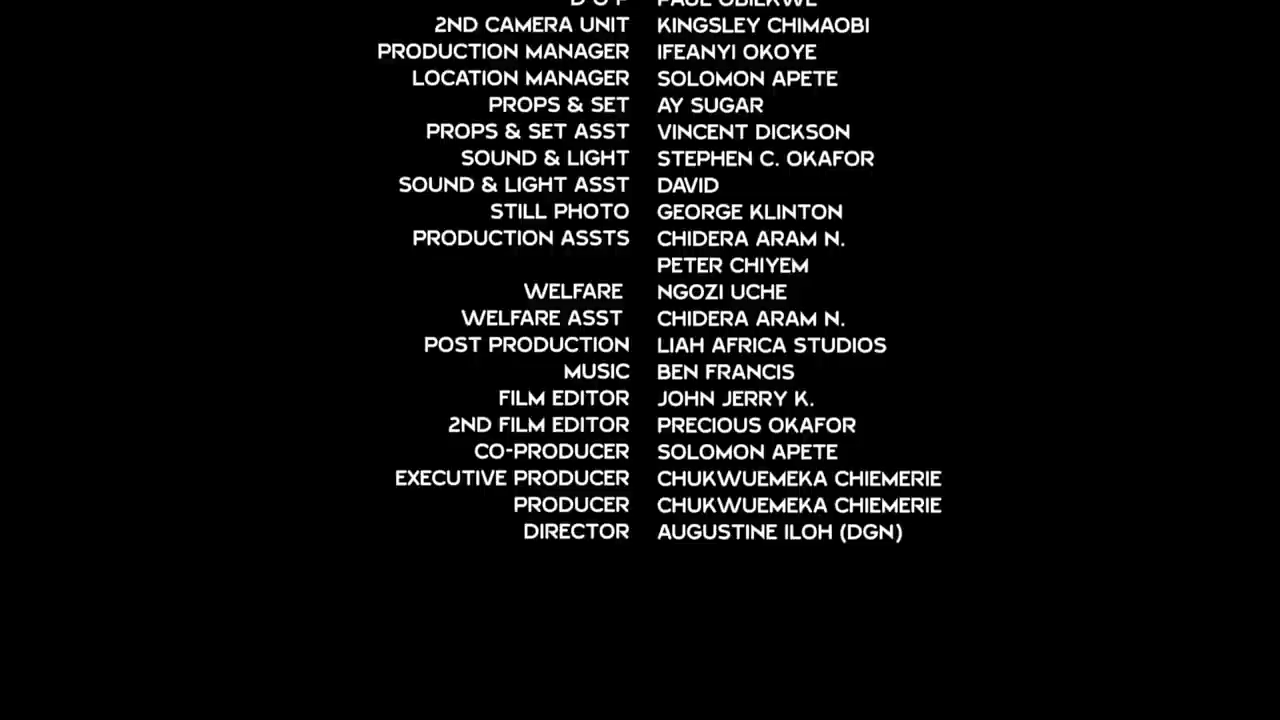 D O P PAUL OBIEKWE
2ND CAMERA UNIT KINGSLEY CHIMAOBI
PRODUCTION MANAGER IFEANYI OKOYE
LOCATION MANAGER SOLOMON APETE
PROPS & SET AY SUGAR
PROPS & SET ASST VINCENT DICKSON
SOUND & LIGHT STEPHEN C. OKAFOR
SOUND & LIGHT ASST DAVID
STILL PHOTO GEORGE KLINTON
PRODUCTION ASSTS CHIDERA ARAM N.
PETER CHIYEM
WELFARE NGOZI UCHE
WELFARE ASST CHIDERA ARAM N.
POST PRODUCTION LIAH AFRICA STUDIOS
MUSIC BEN FRANCIS
FILM EDITOR JOHN JERRY K.
2ND FILM EDITOR PRECIOUS OKAFOR
CO-PRODUCER SOLOMON APETE
EXECUTIVE PRODUCER CHUKWUEMEKA CHIEMERIE
PRODUCER CHUKWUEMEKA CHIEMERIE
DIRECTOR AUGUSTINE ILOH (DGN)